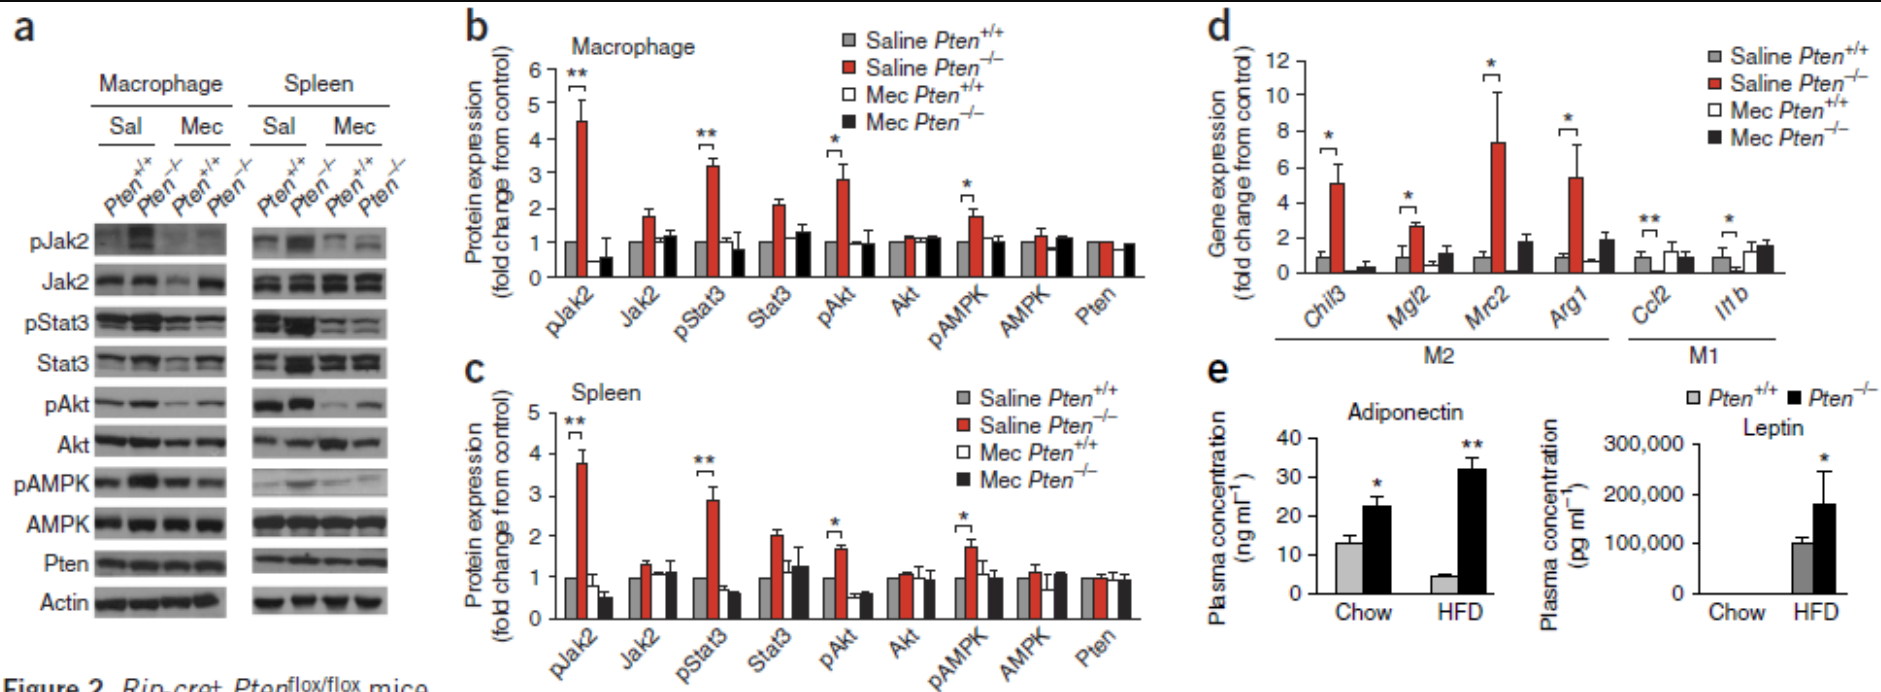 a
Macrophage Spleen
Sal Mec Sal Mec
Pten+/+ Pten–/– Pten+/+ Pten–/– Pten+/+ Pten–/– Pten+/+ Pten–/–
pJak2
Jak2
pStat3
Stat3
pAkt
Akt
pAMPK
AMPK
Pten
Actin
b
Macrophage
Saline Pten+/+
Saline Pten–/–
Mec Pten+/+
Mec Pten–/–
Protein expression
(fold change from control)
6
5
4
3
2
1
0
** ** * *
pJak2 Jak2 pStat3 Stat3 pAkt Akt pAMPK AMPK Pten
c
Spleen
Saline Pten+/+
Saline Pten–/–
Mec Pten+/+
Mec Pten–/–
Protein expression
(fold change from control)
5
4
3
2
1
0
** ** * *
pJak2 Jak2 pStat3 Stat3 pAkt Akt pAMPK AMPK Pten
d
Saline Pten+/+
Saline Pten–/–
Mec Pten+/+
Mec Pten–/–
Gene expression
(fold change from control)
12
10
8
6
4
2
0
* * * * ** *
Chil3 Mgl2 Mrc2 Arg1 Ccl2 Il1b
M2 M1
e
Pten+/+ Pten–/–
Adiponectin
Plasma concentration
(ng ml–1)
40
30
20
10
0
* **
Chow HFD
Leptin
Plasma concentration
(pg ml–1)
300,000
200,000
100,000
0
*
Chow HFD
Figure 2 Rip-cre+ Ptenflox/flox mice